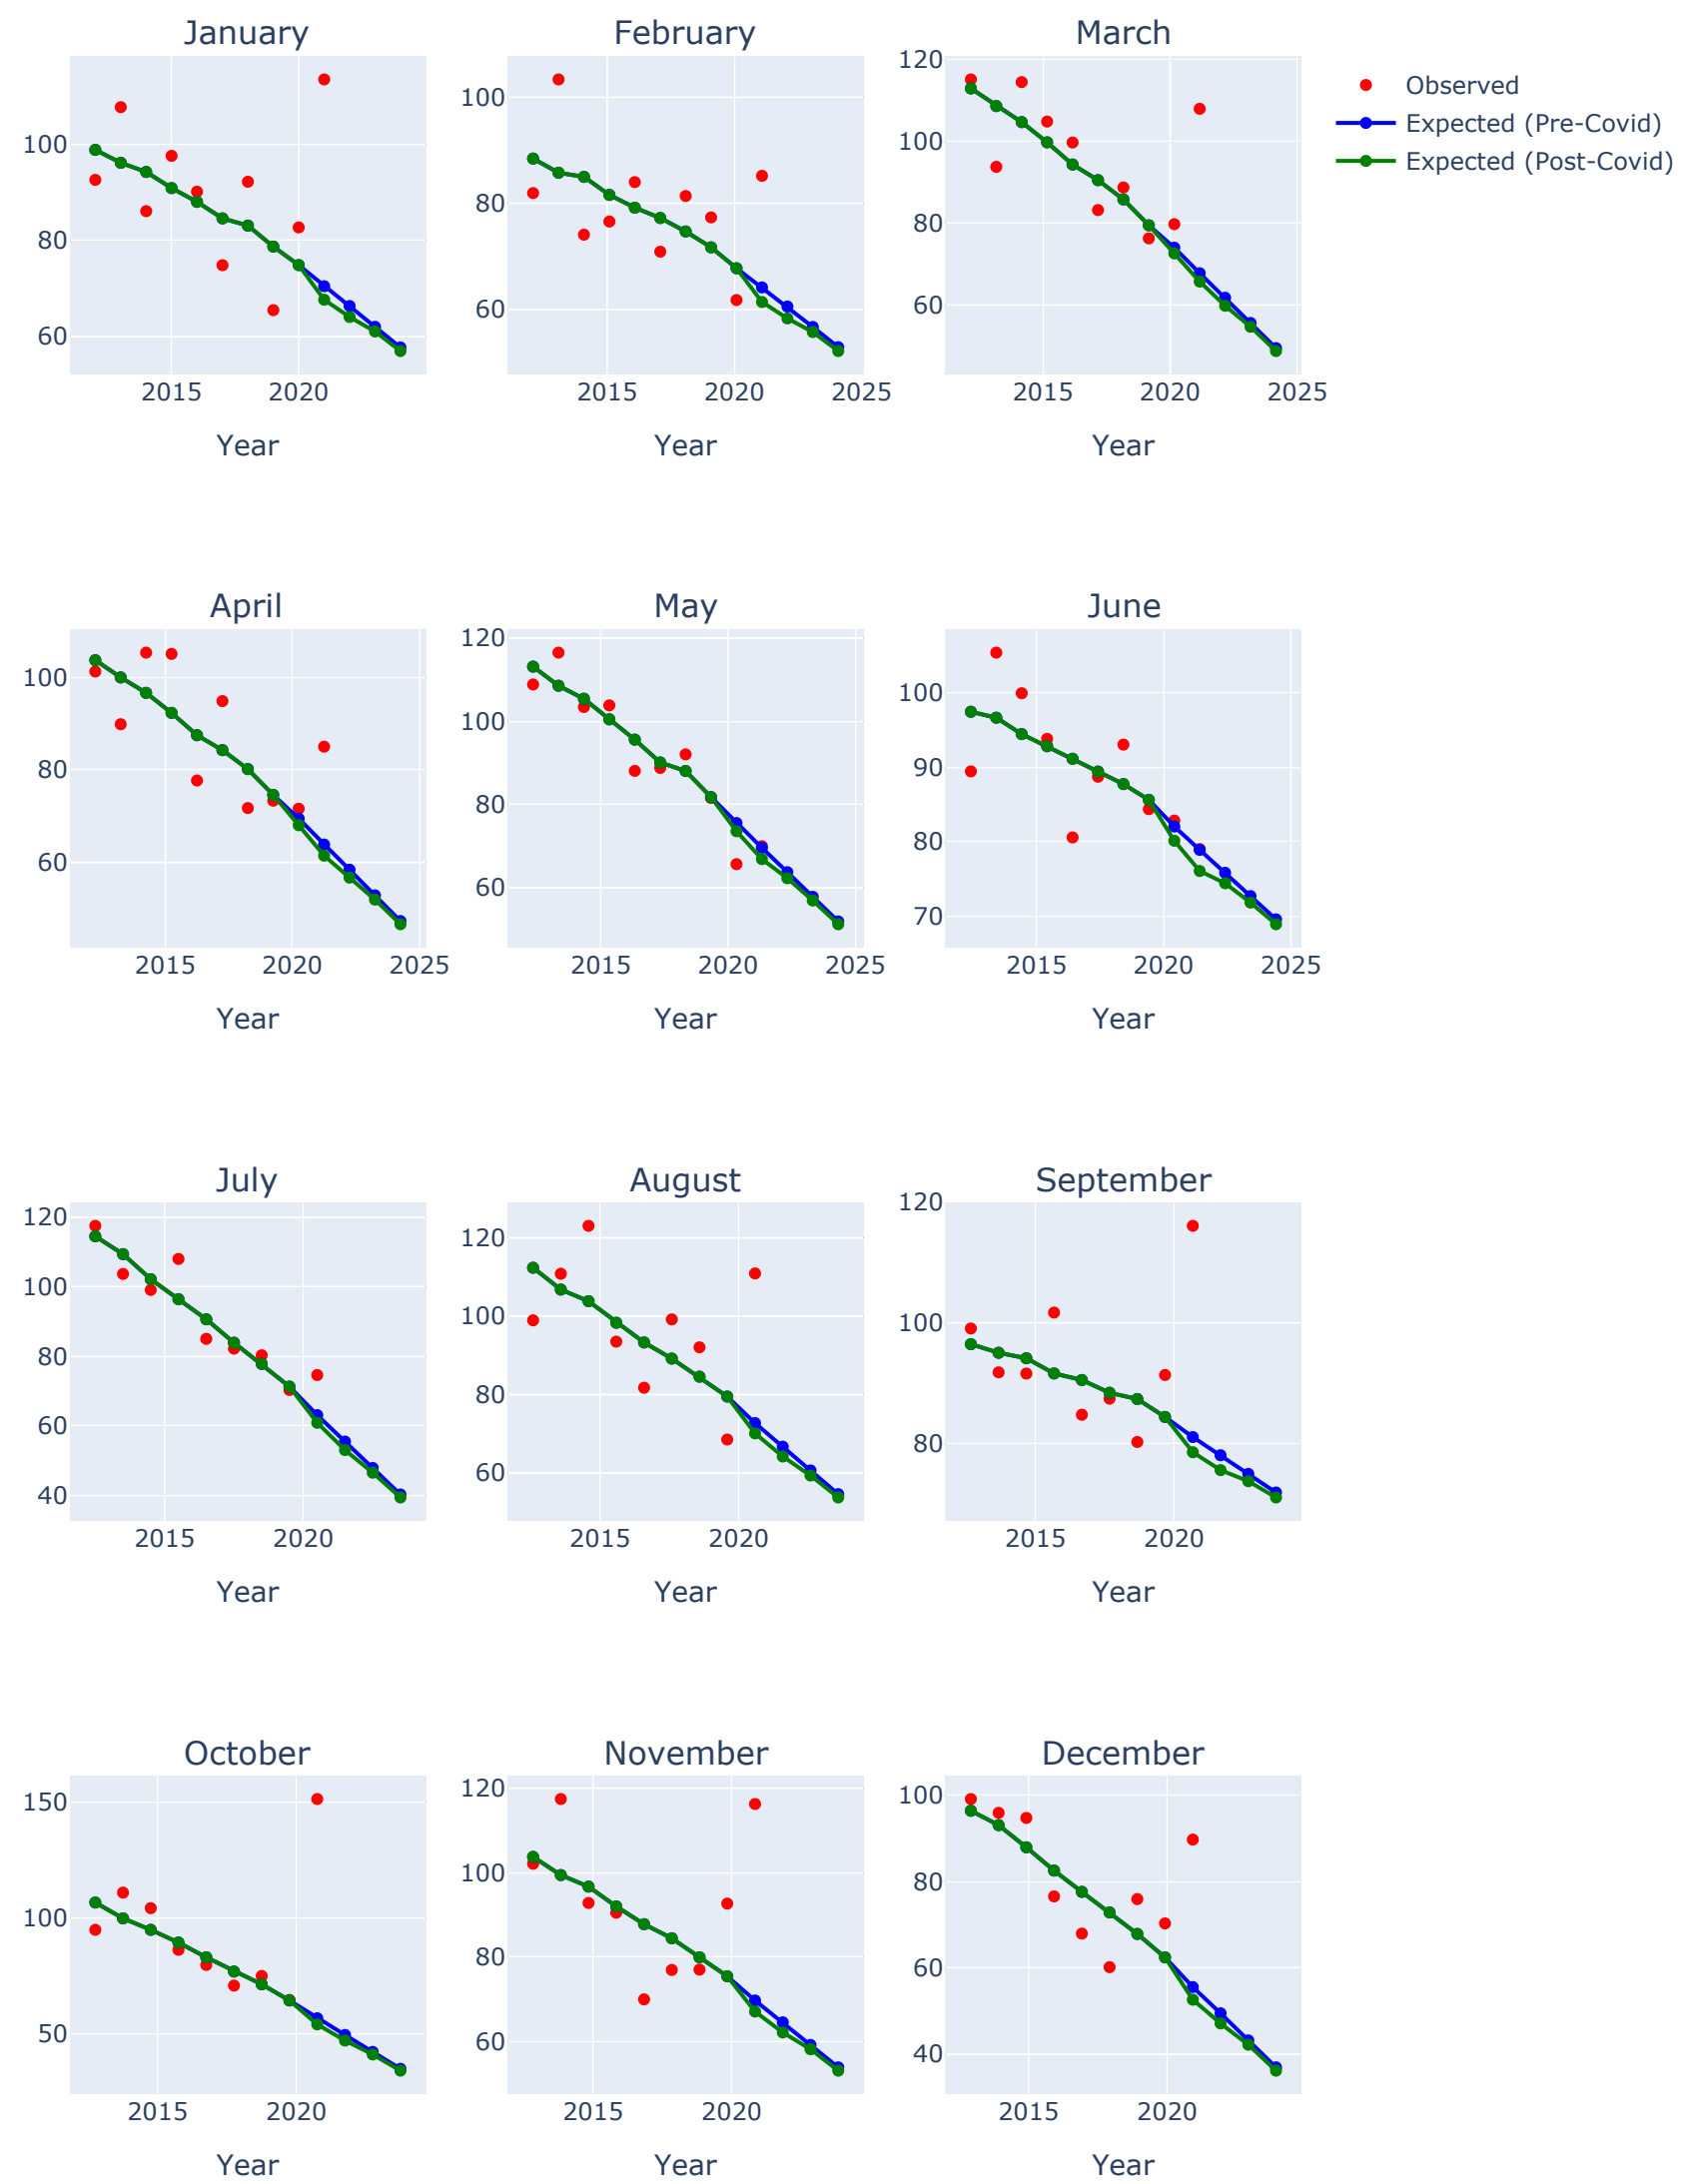 January February March
120
100
100
100
80
80
80
60
60
60
2015 2020 2015 2020 2025 2015 2020 2025
Year Year Year
Observed
Expected (Pre-Covid)
Expected (Post-Covid)
April May June
120
100
100
100
90
80
80
80
60
60
70
2015 2020 2025 2015 2020 2025 2015 2020 2025
Year Year Year
July August September
120
120
120
100
100
100
80
80
80
60
60
40
2015 2020 2015 2020 2015 2020
Year Year Year
October November December
150
120
100
100
100
80
80
60
50
60
40
2015 2020 2015 2020 2015 2020
Year Year Year